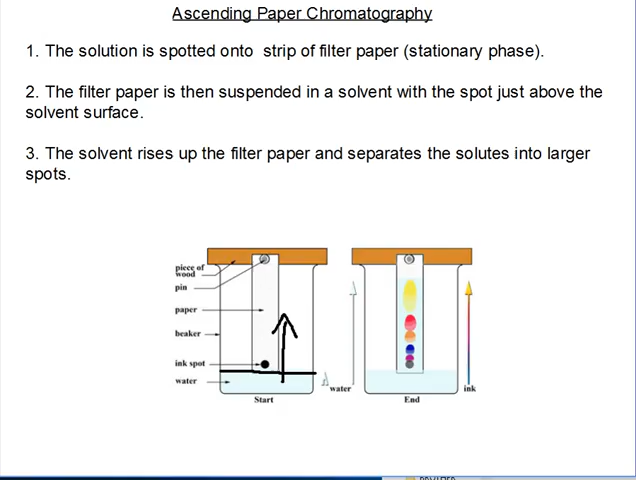 Ascending Paper Chromatography
1. The solution is spotted onto  strip of filter paper (stationary phase).
2. The filter paper is then suspended in a solvent with the spot just above the
solvent surface.
3. The solvent rises up the filter paper and separates the solutes into larger
spots.
piece of
wood
pin
paper
beaker
ink spot
water
Start
water
End
ink